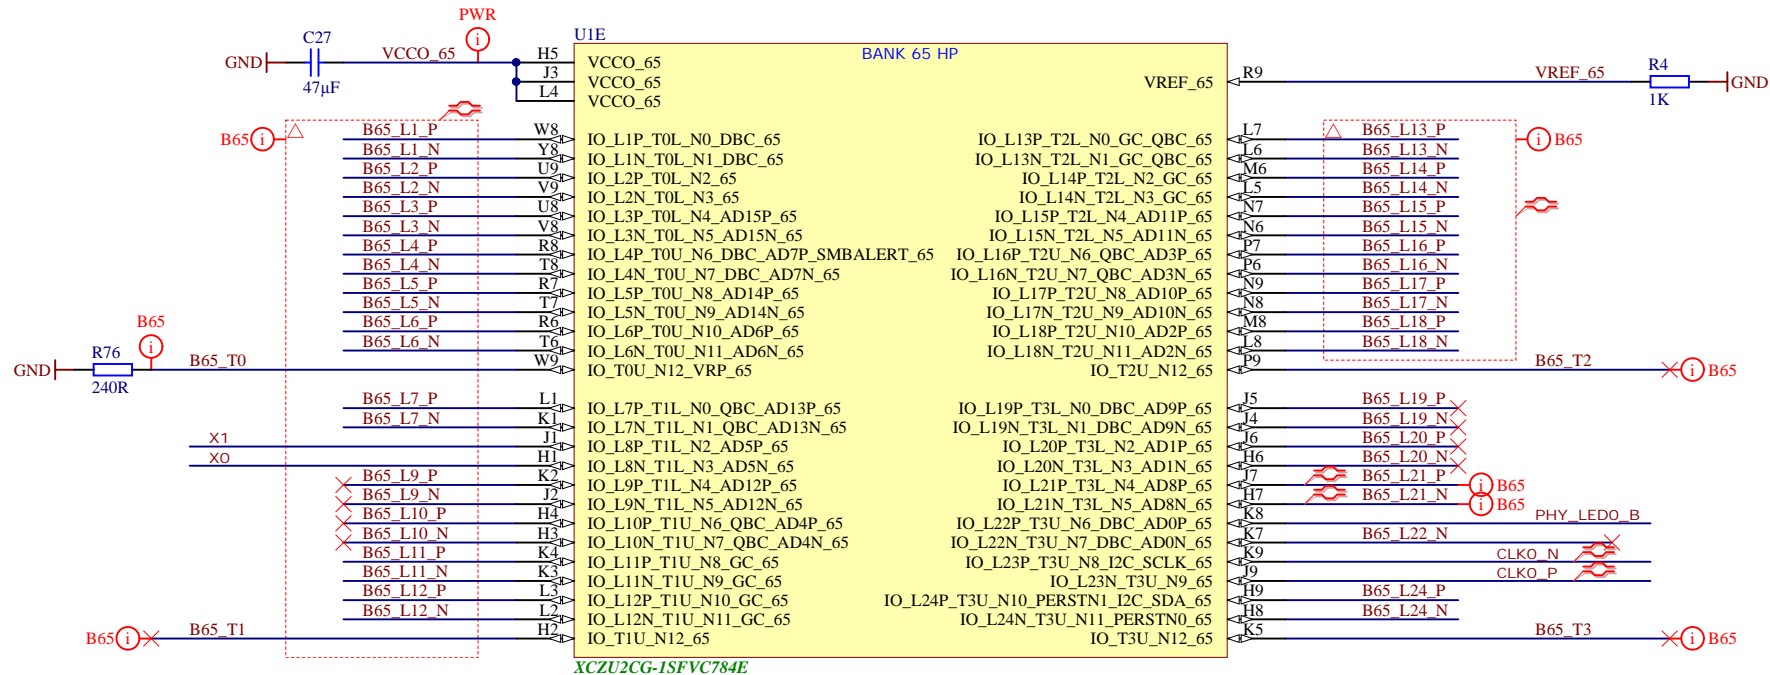 PWR
C27
U1E
GND
VCCO_65
47µF
H5
J3
L4
VCCO_65
VCCO_65
VCCO_65
BANK 65 HP
VREF_65
R9
VREF_65
R4
1K
GND
B65
i
i
B65_L1_P W8 IO_L1P_T0L_N0_DBC_65
B65_L1_N Y8 IO_L1N_T0L_N1_DBC_65
B65_L2_P U9 IO_L2P_T0L_N2_65
B65_L2_N V9 IO_L2N_T0L_N3_65
B65_L3_P U8 IO_L3P_T0L_N4_AD15P_65
B65_L3_N V8 IO_L3N_T0L_N5_AD15N_65
B65_L4_P R8 IO_L4P_T0U_N6_DBC_AD7P_SMBALERT_65
B65_L4_N T8 IO_L4N_T0U_N7_DBC_AD7N_65
B65_L5_P R7 IO_L5P_T0U_N8_AD14P_65
B65_L5_N T7 IO_L5N_T0U_N9_AD14N_65
B65_L6_P R6 IO_L6P_T0U_N10_AD6P_65
B65_L6_N T6 IO_L6N_T0U_N11_AD6N_65
B65
i
R76
GND
240R
B65_T0 W9 IO_T0U_N12_VRP_65
B65_L7_P L1 IO_L7P_T1L_N0_QBC_AD13P_65
B65_L7_N K1 IO_L7N_T1L_N1_QBC_AD13N_65
X1 J1 IO_L8P_T1L_N2_AD5P_65
X0 H1 IO_L8N_T1L_N3_AD5N_65
B65_L9_P K2 IO_L9P_T1L_N4_AD12P_65
B65_L9_N J2 IO_L9N_T1L_N5_AD12N_65
B65_L10_P H4 IO_L10P_T1U_N6_QBC_AD4P_65
B65_L10_N H3 IO_L10N_T1U_N7_QBC_AD4N_65
B65_L11_P K4 IO_L11P_T1U_N8_GC_65
B65_L11_N K3 IO_L11N_T1U_N9_GC_65
B65_L12_P L3 IO_L12P_T1U_N10_GC_65
B65_L12_N L2 IO_L12N_T1U_N11_GC_65
B65 i B65_T1 H2 IO_T1U_N12_65
IO_L13P_T2L_N0_GC_QBC_65 L7 B65_L13_P i B65
IO_L13N_T2L_N1_GC_QBC_65 L6 B65_L13_N
IO_L14P_T2L_N2_GC_65 M6 B65_L14_P
IO_L14N_T2L_N3_GC_65 L5 B65_L14_N
IO_L15P_T2L_N4_AD11P_65 N7 B65_L15_P
IO_L15N_T2L_N5_AD11N_65 N6 B65_L15_N
IO_L16P_T2U_N6_QBC_AD3P_65 P7 B65_L16_P
IO_L16N_T2U_N7_QBC_AD3N_65 P6 B65_L16_N
IO_L17P_T2U_N8_AD10P_65 N9 B65_L17_P
IO_L17N_T2U_N9_AD10N_65 N8 B65_L17_N
IO_L18P_T2U_N10_AD2P_65 M8 B65_L18_P
IO_L18N_T2U_N11_AD2N_65 L8 B65_L18_N
IO_T2U_N12_65 P9 B65_T2 i B65
IO_L19P_T3L_N0_DBC_AD9P_65 J5 B65_L19_P
IO_L19N_T3L_N1_DBC_AD9N_65 J4 B65_L19_N
IO_L20P_T3L_N2_AD1P_65 J6 B65_L20_P
IO_L20N_T3L_N3_AD1N_65 H6 B65_L20_N
IO_L21P_T3L_N4_AD8P_65 J7 B65_L21_P i B65
IO_L21N_T3L_N5_AD8N_65 H7 B65_L21_N i B65
IO_L22P_T3U_N6_DBC_AD0P_65 K8 PHY_LED0_B
IO_L22N_T3U_N7_DBC_AD0N_65 K7 B65_L22_N
IO_L23P_T3U_N8_I2C_SCLK_65 K9 CLK0_N
IO_L23N_T3U_N9_65 J9 CLK0_P
IO_L24P_T3U_N10_PERSTN1_I2C_SDA_65 H9 B65_L24_P
IO_L24N_T3U_N11_PERSTN0_65 H8 B65_L24_N
IO_T3U_N12_65 K5 B65_T3 i B65
XCZU2CG-1SFVC784E